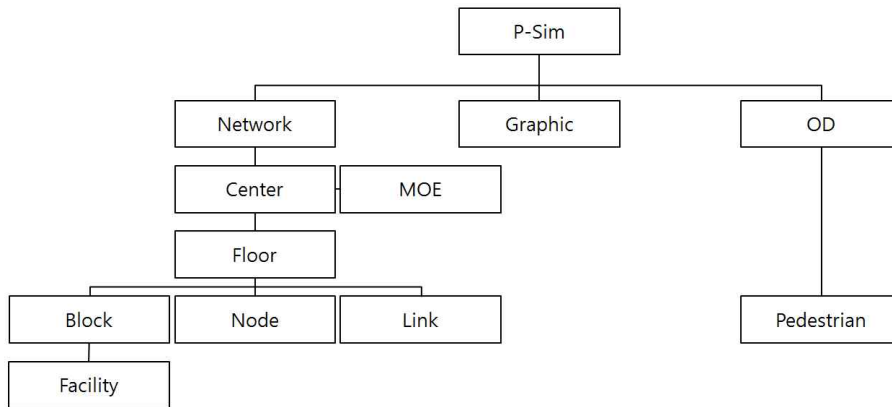 P-Sim
Network
Graphic
OD
Center
MOE
Floor
Block
Node
Link
Pedestrian
Facility